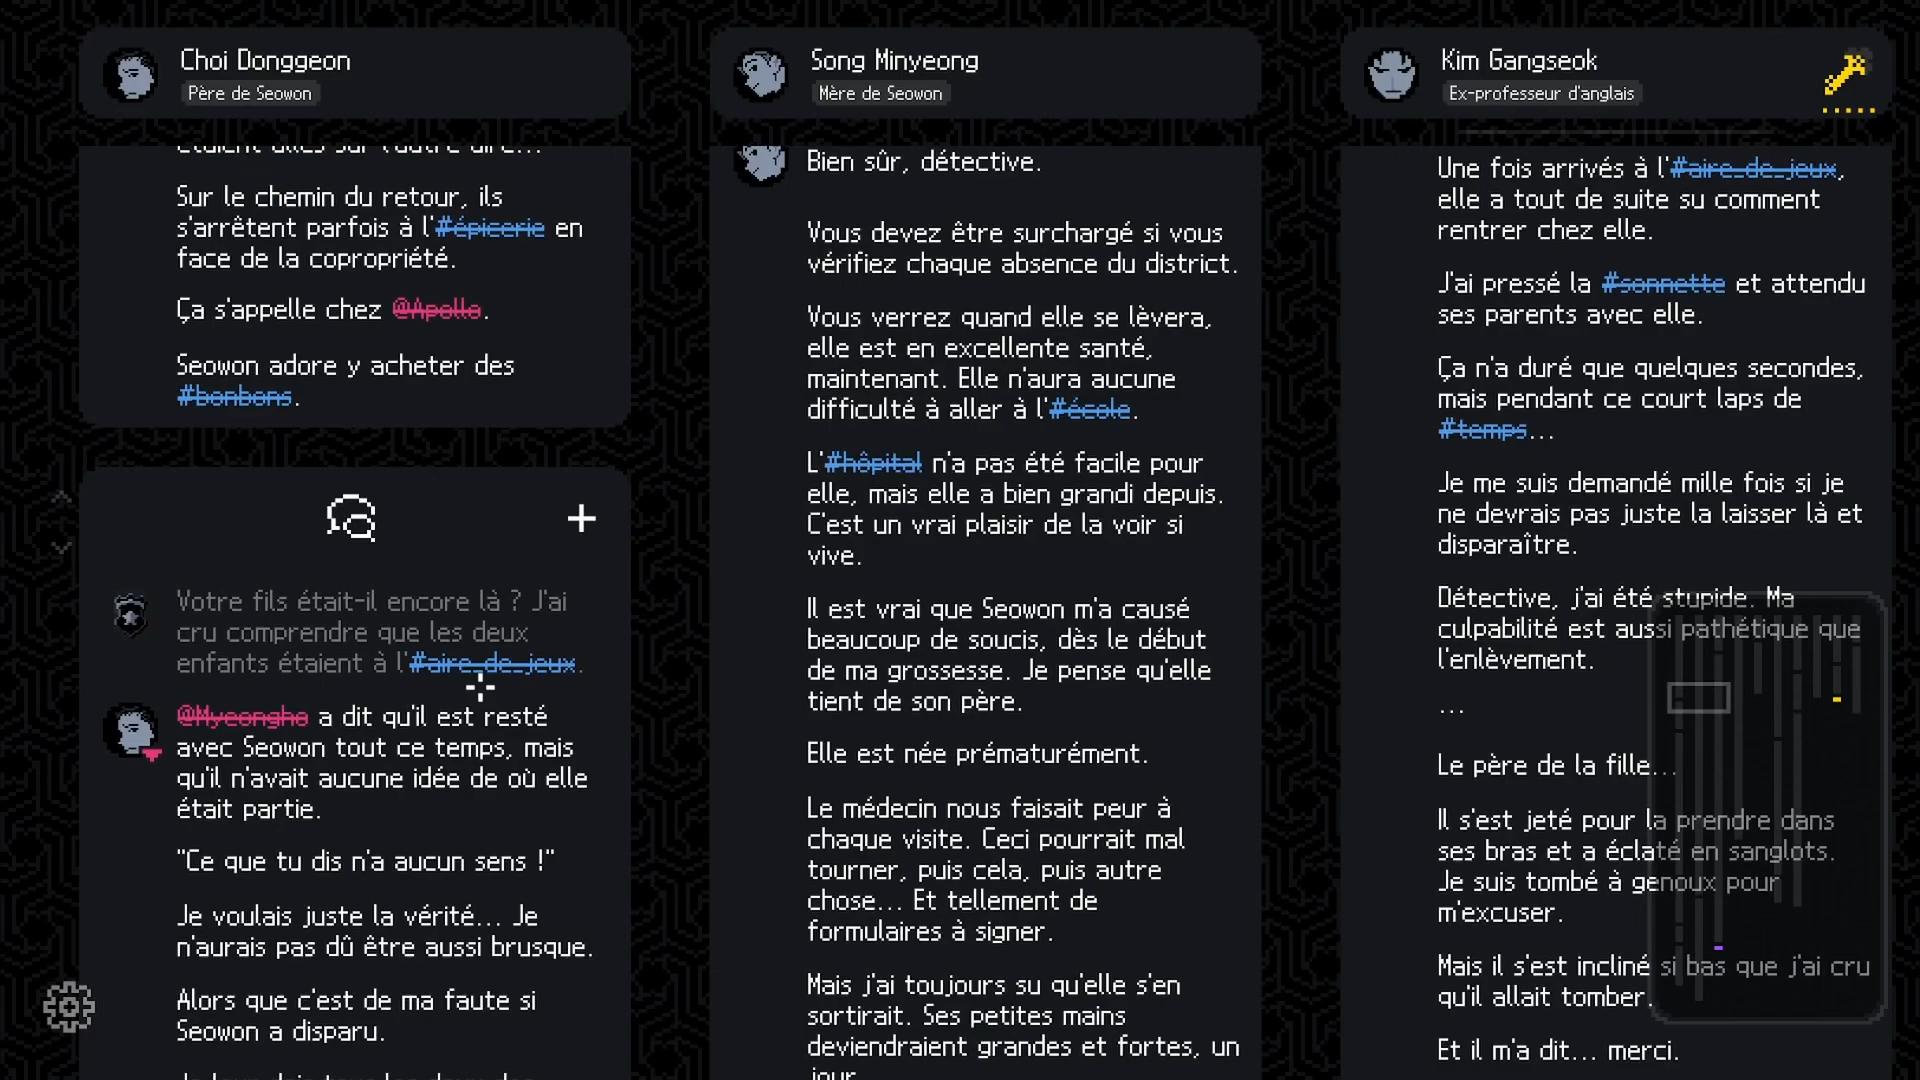 Choi Donggeon
Père de Seowon
Sur le chemin du retour, ils
s'arrêtent parfois à l'#épicerie en
face de la copropriété.
Ça s'appelle chez @Apollo.
Seowon adore y acheter des
#bonbons.
Votre fils était-il encore là ? J'ai
cru comprendre que les deux
enfants étaient à l'#aire_de_jeux.
@Myeongho a dit qu'il est resté
avec Seowon tout ce temps, mais
qu'il n'avait aucune idée de où elle
était partie.
"Ce que tu dis n'a aucun sens !"
Je voulais juste la vérité... Je
n'aurais pas dû être aussi brusque.
Alors que c'est de ma faute si
Seowon a disparu.
Song Minyeong
Mère de Seowon
Bien sûr, détective.
Vous devez être surchargé si vous
vérifiez chaque absence du district.
Vous verrez quand elle se lèvera,
elle est en excellente santé,
maintenant. Elle n'aura aucune
difficulté à aller à l'#école.
L'#hôpital n'a pas été facile pour
elle, mais elle a bien grandi depuis.
C'est un vrai plaisir de la voir si
vive.
Il est vrai que Seowon m'a causé
beaucoup de soucis, dès le début
de ma grossesse. Je pense qu'elle
tient de son père.
Elle est née prématurément.
Le médecin nous faisait peur à
chaque visite. Ceci pourrait mal
tourner, puis cela, puis autre
chose... Et tellement de
formulaires à signer.
Mais j'ai toujours su qu'elle s'en
sortirait. Ses petites mains
deviendraient grandes et fortes, un
jour
Kim Gangseok
Ex-professeur d'anglais
Une fois arrivés à l'#aire_de_jeux,
elle a tout de suite su comment
rentrer chez elle.
J'ai pressé la #sonnette et attendu
ses parents avec elle.
Ça n'a duré que quelques secondes,
mais pendant ce court laps de
#temps...
Je me suis demandé mille fois si je
ne devrais pas juste la laisser là et
disparaître.
Détective, j'ai été stupide. Ma
culpabilité est aussi pathétique que
l'enlèvement.
...
Le père de la fille...
Il s'est jeté pour la prendre dans
ses bras et a éclaté en sanglots.
Je suis tombé à genoux pour
m'excuser.
Mais il s'est incliné si bas que j'ai cru
qu'il allait tomber.
Et il m'a dit... merci.